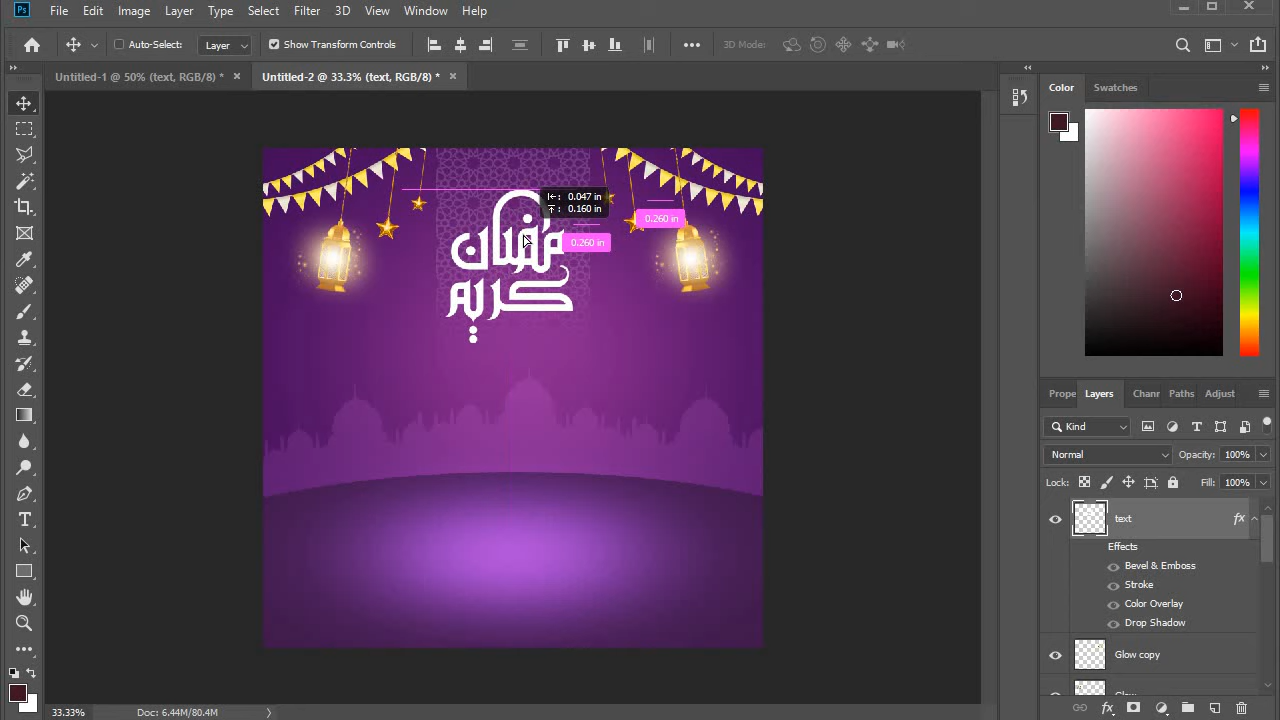 Ps File Edit Image Layer Type Select Filter 3D View Window Help
Auto-Select: Layer Show Transform Controls 3D Mode:
Untitled-1 @ 50% (text, RGB/8) * × Untitled-2 @ 33.3% (text, RGB/8) * ×
Color Swatches
0.047 in
0.160 in
0.260 in
0.260 in
رمضان
كريم
Prope Layers Chann Paths Adjust
Kind
Normal Opacity: 100%
Lock: Fill: 100%
text fx
Effects
Bevel & Emboss
Stroke
Color Overlay
Drop Shadow
Glow copy
33.33% Doc: 6.44M/80.4M